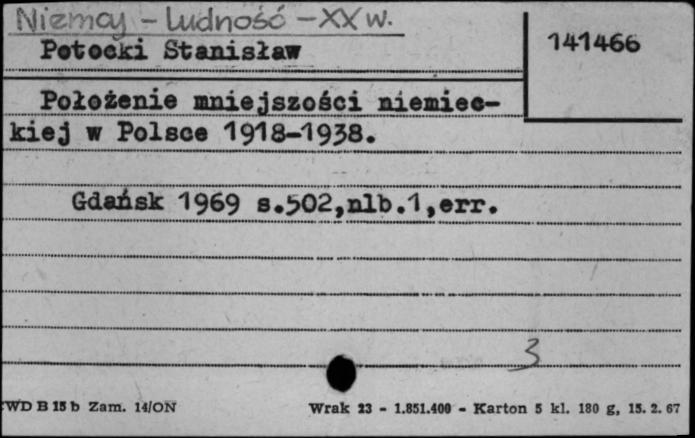 Niemcy - Ludność - XX w.
Potocki Stanisław
141466
Położenie mniejszości niemiec-
kiej w Polsce 1918-1938.
Gdańsk 1969 s.502,nlb.1,err.
3
WD B 15 b Zam. 14/ON
Wrak 23 - 1.851.400 - Karton 5 kl. 180 g, 15. 2. 67